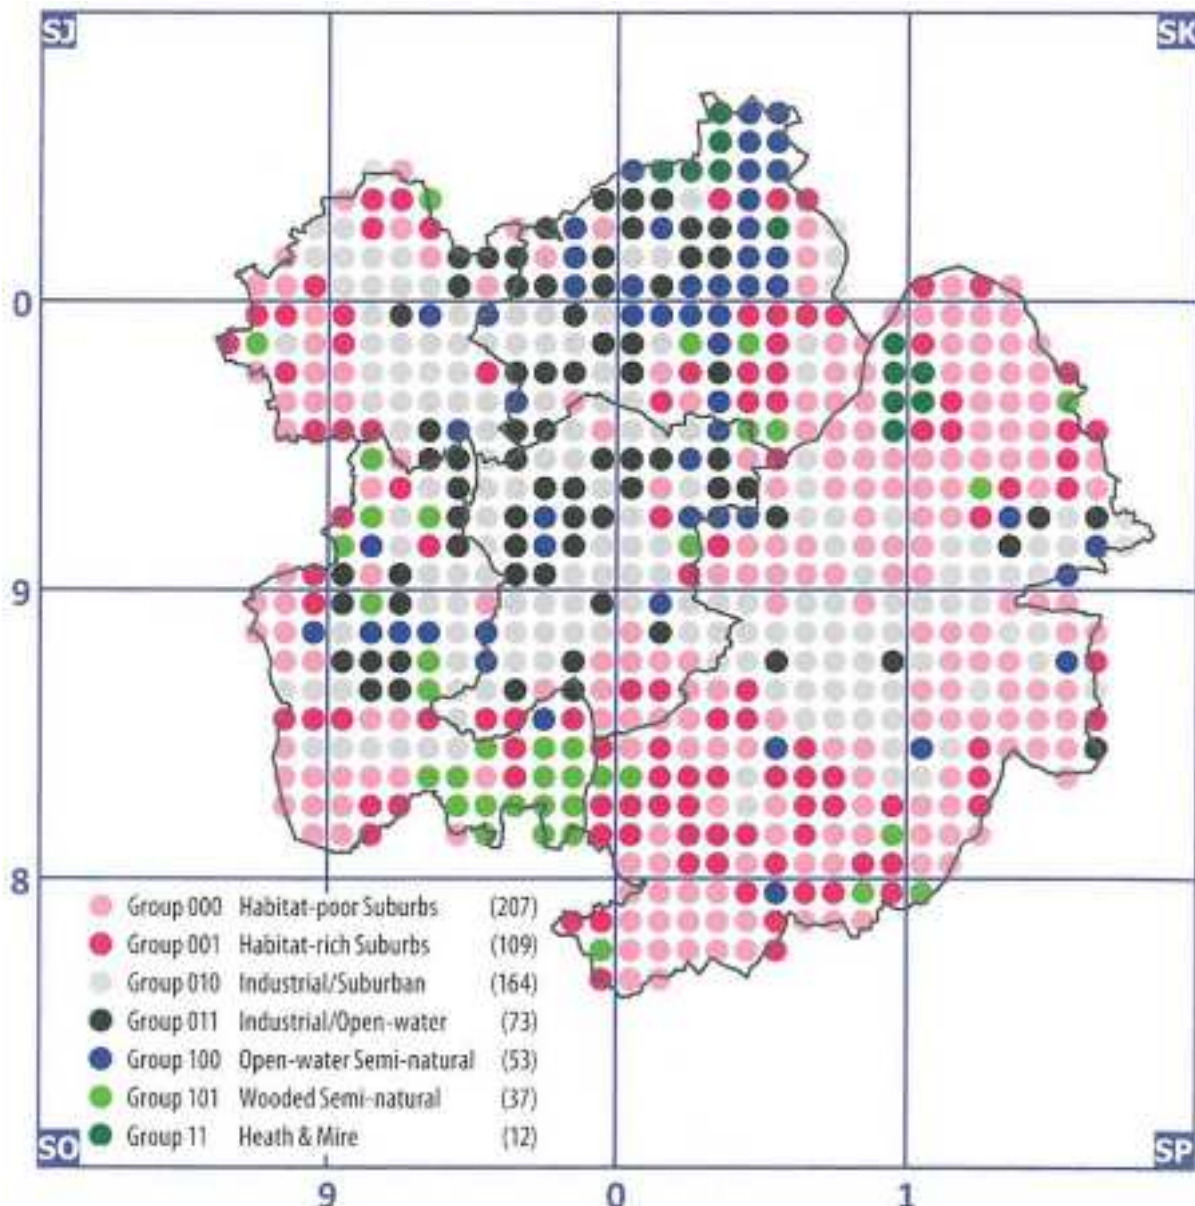 SJ SK
0
9
8
Group 000 Habitat-poor Suburbs (207)
Group 001 Habitat-rich Suburbs (109)
Group 010 Industrial/Suburban (164)
Group 011 Industrial/Open-water (73)
Group 100 Open-water Semi-natural (53)
Group 101 Wooded Semi-natural (37)
Group 11 Heath & Mire (12)
SO SP
9 0 1